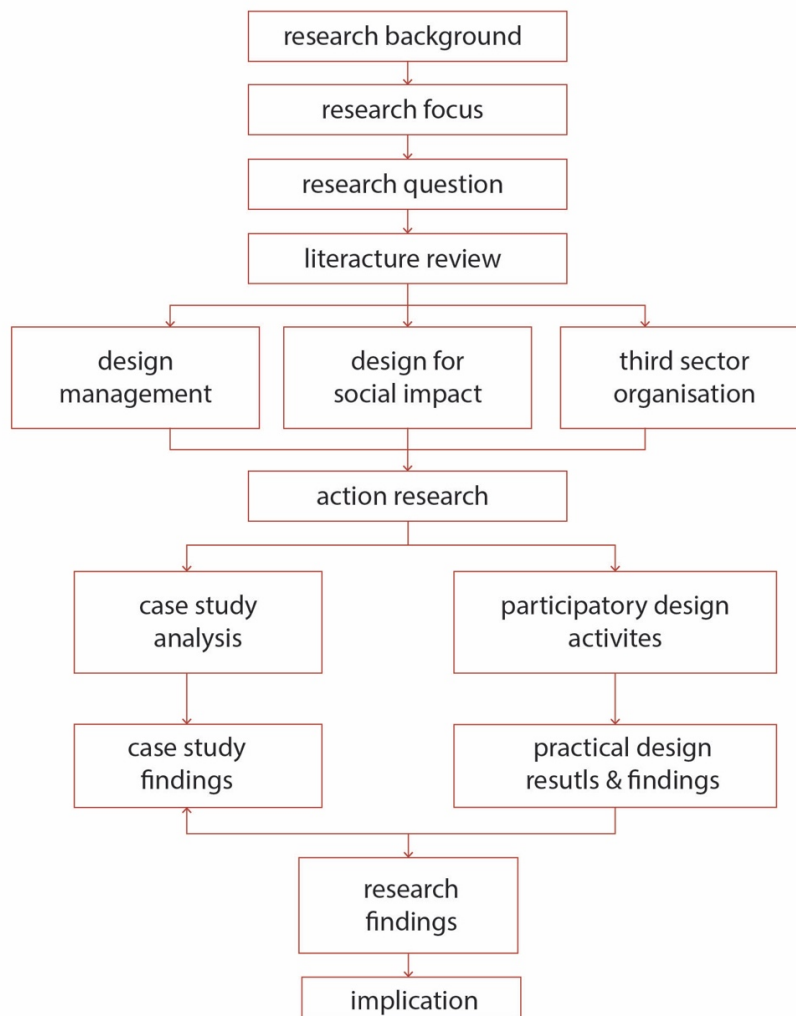 research background
research focus
research question
literacture review
design
management
design for
social impact
third sector
organisation
action research
case study
analysis
participatory design
activites
case study
findings
practical design
resutls & findings
research
findings
implication